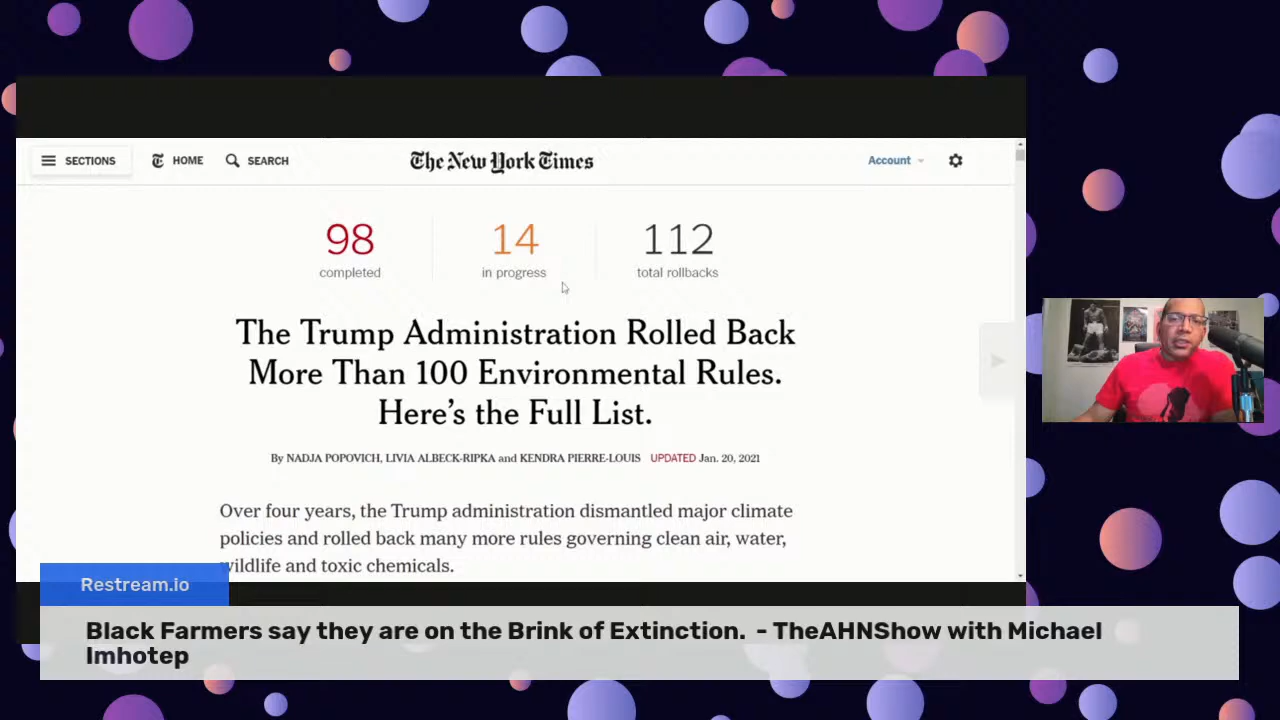 SECTIONS HOME SEARCH The New York Times Account
98 14 112
completed in progress total rollbacks
The Trump Administration Rolled Back
More Than 100 Environmental Rules.
Here's the Full List.
By NADJA POPOVICH, LIVIA ALBECK-RIPKA and KENDRA PIERRE-LOUIS UPDATED Jan. 20, 2021
Over four years, the Trump administration dismantled major climate
policies and rolled back many more rules governing clean air, water,
wildlife and toxic chemicals.
Restream.io
Black Farmers say they are on the Brink of Extinction. - TheAHNShow with Michael
Imhotep